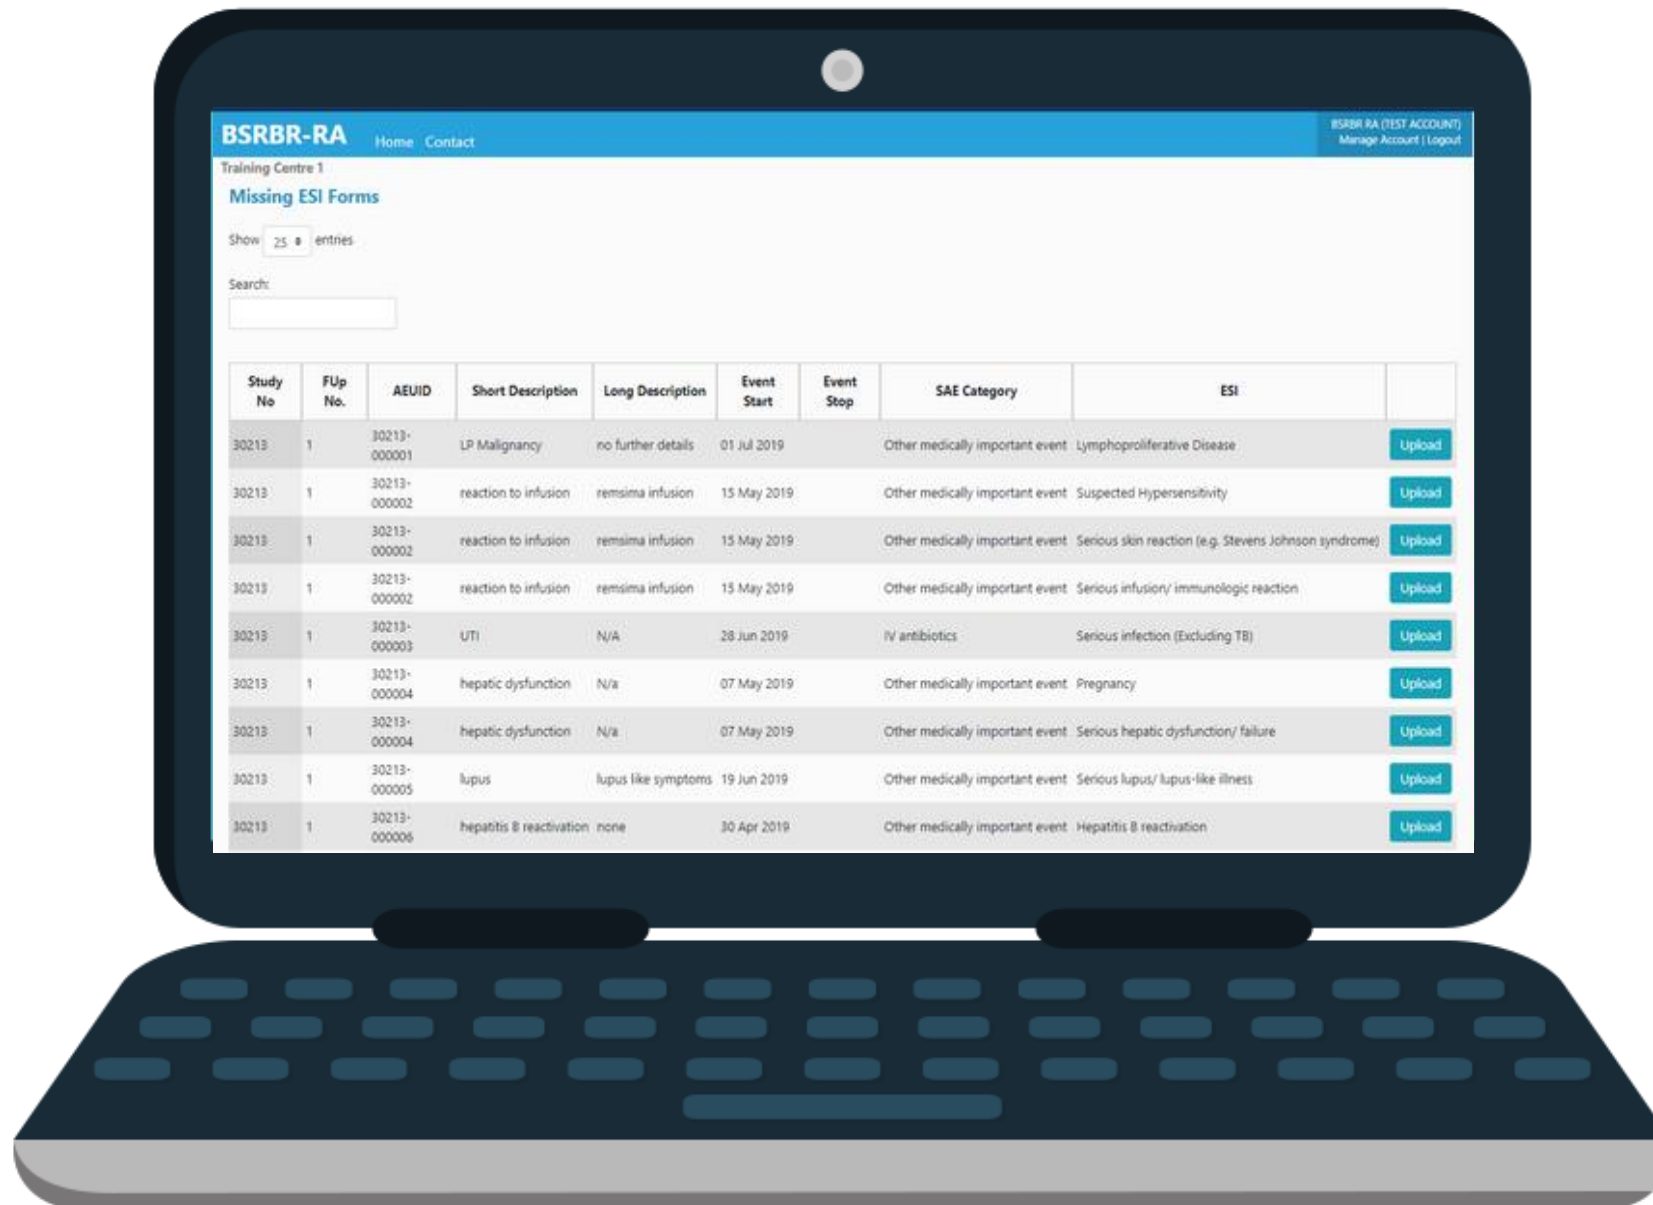 BSRBR-RA Home Contact
BSRBR RA (TEST ACCOUNT)
Manage Account | Logout
Training Centre 1
Missing ESI Forms
Show 25 entries
Search:
Study No FUp No. AEUID Short Description Long Description Event Start Event Stop SAE Category ESI
30213 1 30213-000001 LP Malignancy no further details 01 Jul 2019 Other medically important event Lymphoproliferative Disease Upload
30213 1 30213-000002 reaction to infusion remsima infusion 15 May 2019 Other medically important event Suspected Hypersensitivity Upload
30213 1 30213-000002 reaction to infusion remsima infusion 15 May 2019 Other medically important event Serious skin reaction (e.g. Stevens Johnson syndrome) Upload
30213 1 30213-000002 reaction to infusion remsima infusion 15 May 2019 Other medically important event Serious infusion/ immunologic reaction Upload
30213 1 30213-000003 UTI N/A 28 Jun 2019 IV antibiotics Serious infection (Excluding TB) Upload
30213 1 30213-000004 hepatic dysfunction N/a 07 May 2019 Other medically important event Pregnancy Upload
30213 1 30213-000004 hepatic dysfunction N/a 07 May 2019 Other medically important event Serious hepatic dysfunction/ failure Upload
30213 1 30213-000005 lupus lupus like symptoms 19 Jun 2019 Other medically important event Serious lupus/ lupus-like illness Upload
30213 1 30213-000006 hepatitis B reactivation none 30 Apr 2019 Other medically important event Hepatitis B reactivation Upload